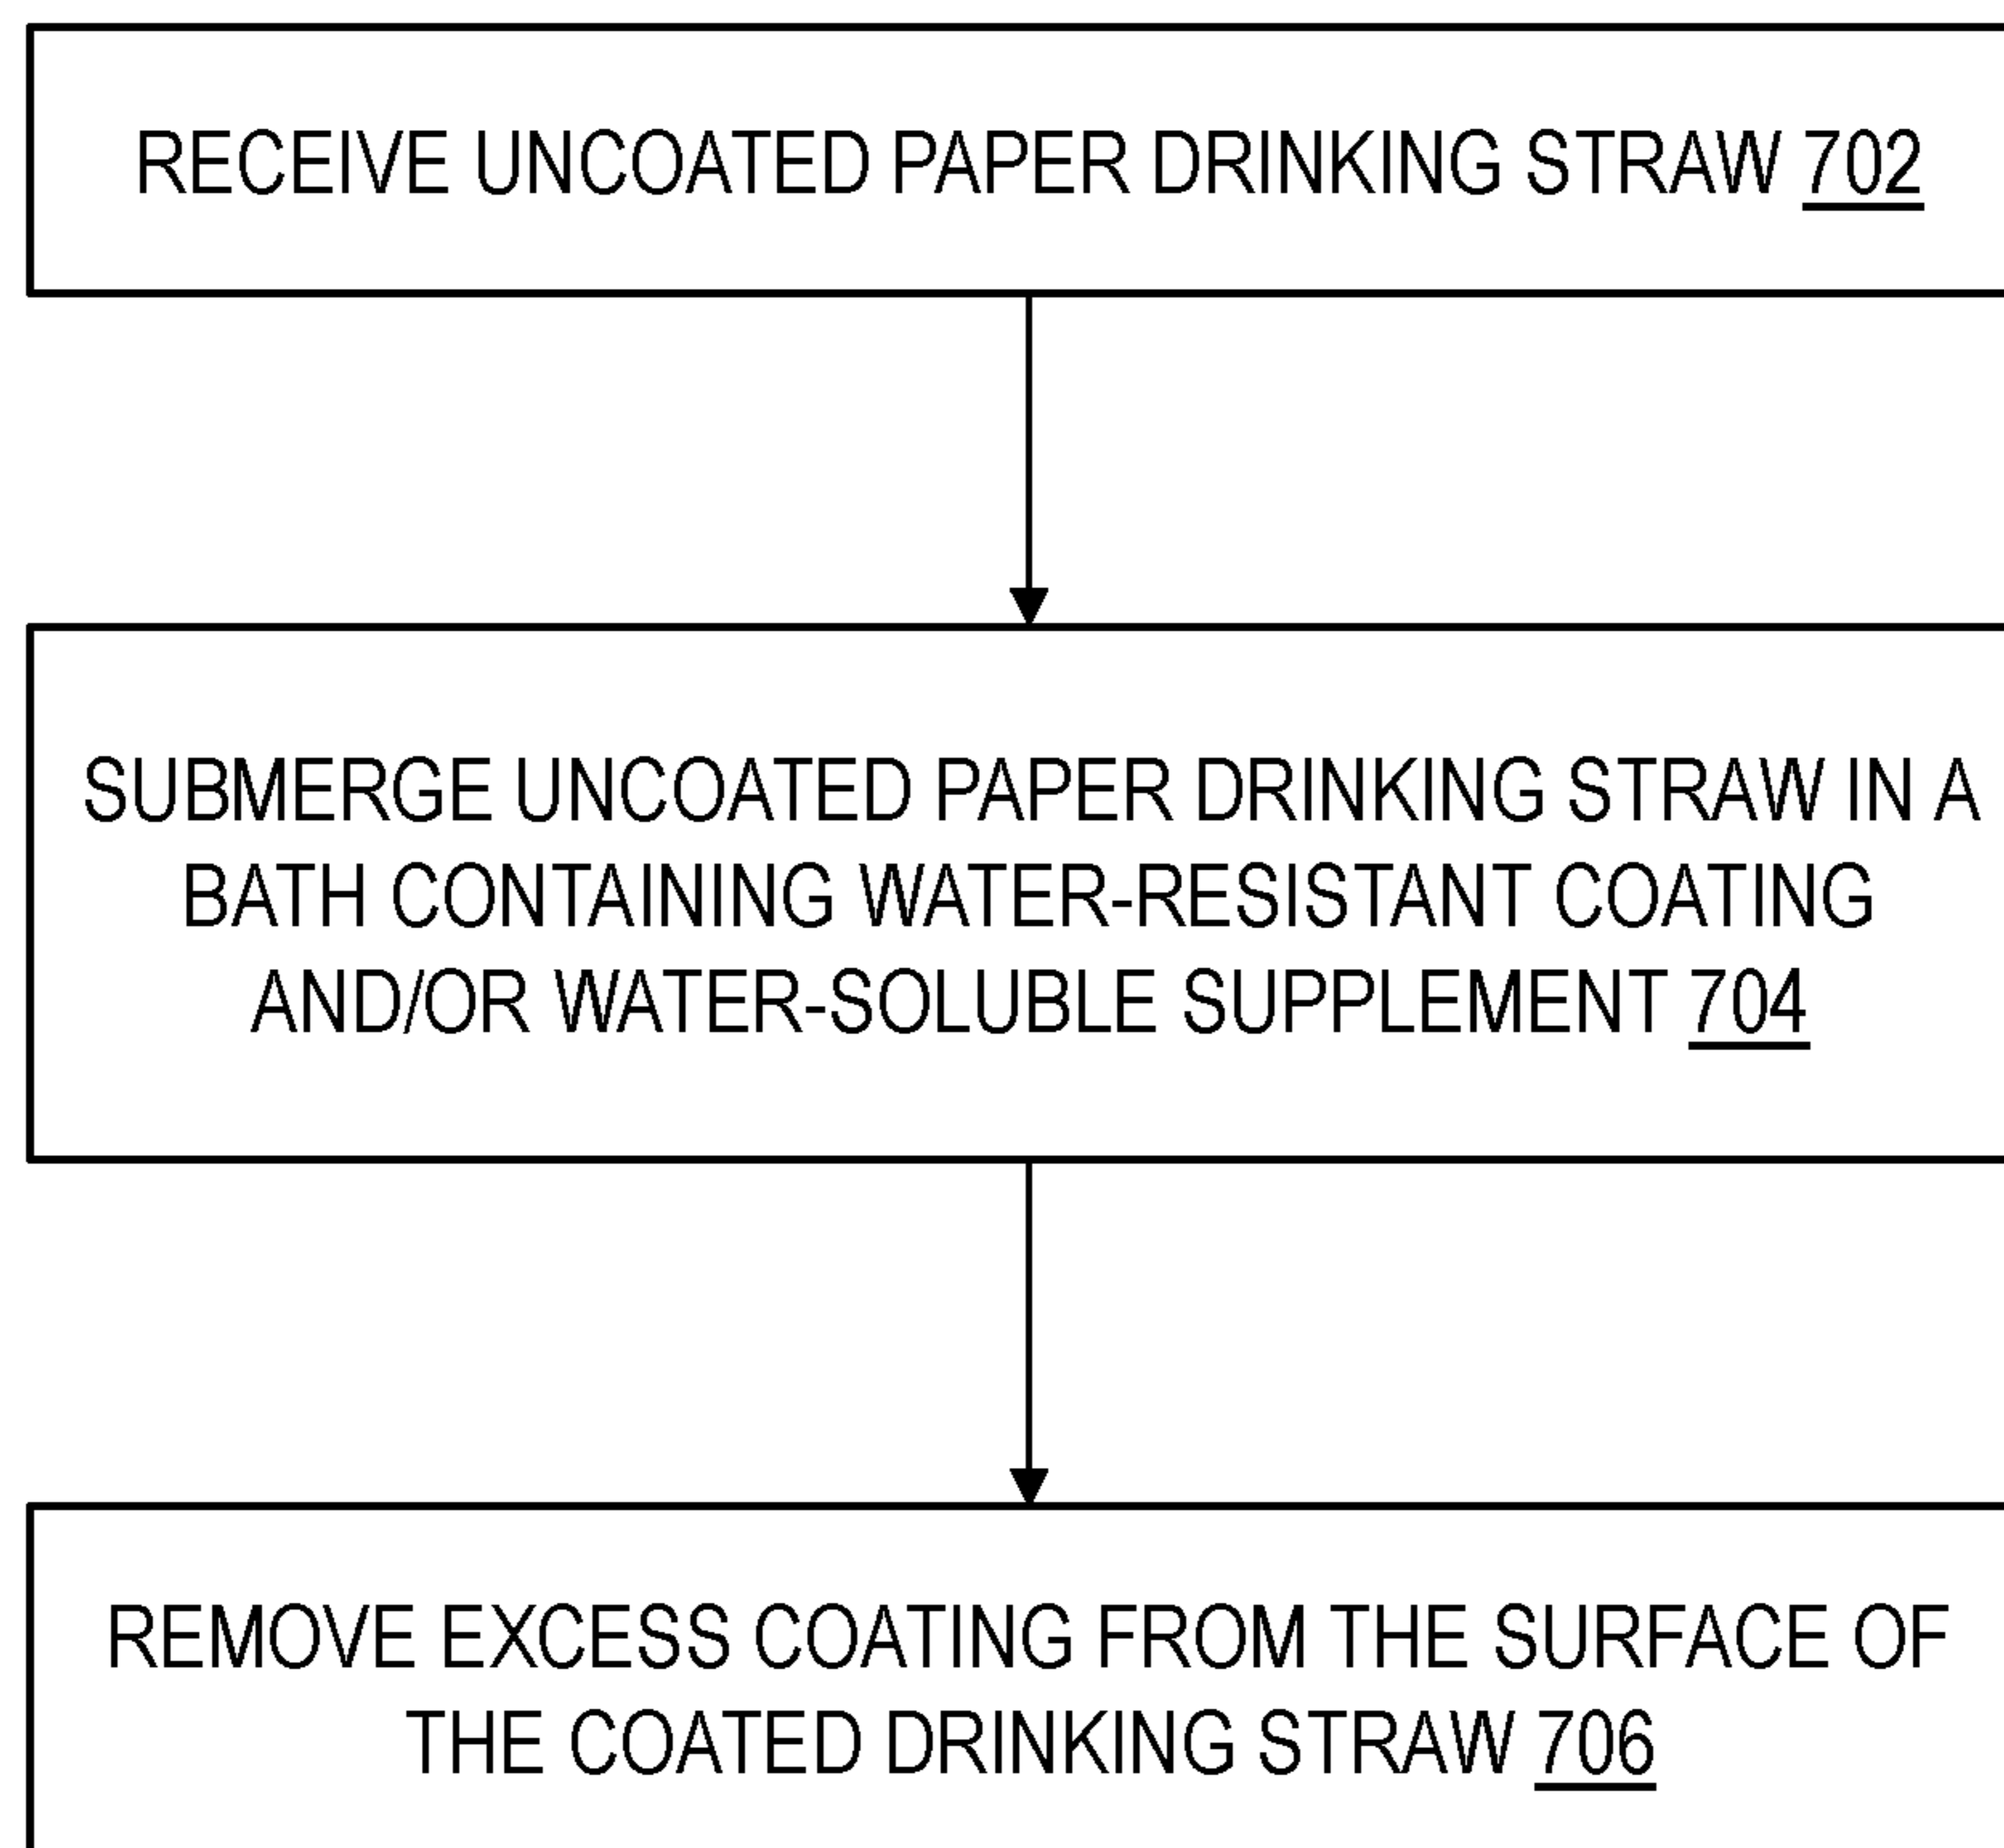 RECEIVE UNCOATED PAPER DRINKING STRAW 702
SUBMERGE UNCOATED PAPER DRINKING STRAW IN A
BATH CONTAINING WATER-RESISTANT COATING
AND/OR WATER-SOLUBLE SUPPLEMENT 704
REMOVE EXCESS COATING FROM THE SURFACE OF
THE COATED DRINKING STRAW 706